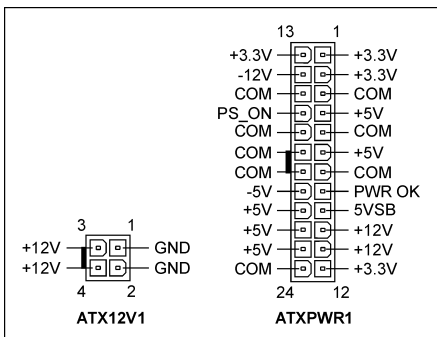 13 1
+3.3V +3.3V
-12V +3.3V
COM COM
PS_ON +5V
COM COM
COM +5V
COM COM
-5V PWR OK
+5V 5VSB
+5V +12V
+5V +12V
COM +3.3V
24 12
ATXPWR1
3 1
+12V GND
+12V GND
4 2
ATX12V1